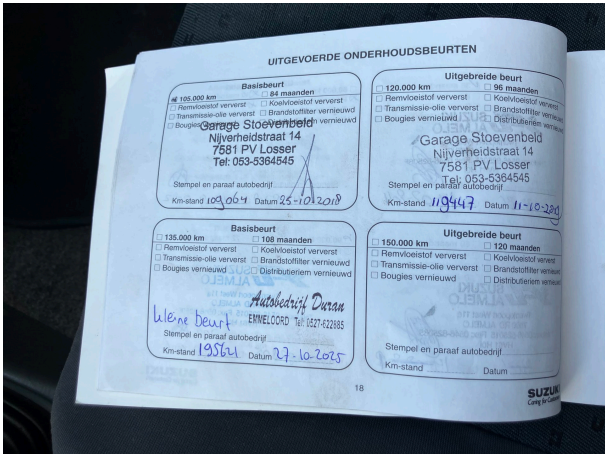 UITGEVOERDE ONDERHOUDSBEURTEN
Basisbeurt
105.000 km 84 maanden
Remvloeistof ververst Koelvloeistof ververst
Transmissie-olie ververst Brandstoffilter vernieuwd
Bougies vernieuwd Distributieriem vernieuwd
Garage Stoevenbeld
Nijverheidstraat 14
7581 PV Losser
Tel: 053-5364545
Stempel en paraaf autobedrijf
Km-stand 109064 Datum 25-10-2018
Uitgebreide beurt
120.000 km 96 maanden
Remvloeistof ververst Koelvloeistof ververst
Transmissie-olie ververst Brandstoffilter vernieuwd
Bougies vernieuwd Distributieriem vernieuwd
Garage Stoevenbeld
Nijverheidstraat 14
7581 PV Losser
Tel: 053-5364545
Stempel en paraaf autobedrijf
Km-stand 119447 Datum 11-10-2019
Basisbeurt
135.000 km 108 maanden
Remvloeistof ververst Koelvloeistof ververst
Transmissie-olie ververst Brandstoffilter vernieuwd
Bougies vernieuwd Distributieriem vernieuwd
Autobedrijf Duran
kleine beurt EMMELOORD Tel: 0527-622885
Stempel en paraaf autobedrijf
Km-stand 195621 Datum 27-10-2025
Uitgebreide beurt
150.000 km 120 maanden
Remvloeistof ververst Koelvloeistof ververst
Transmissie-olie ververst Brandstoffilter vernieuwd
Bougies vernieuwd Distributieriem vernieuwd
Stempel en paraaf autobedrijf
Km-stand Datum
18
SUZUKI